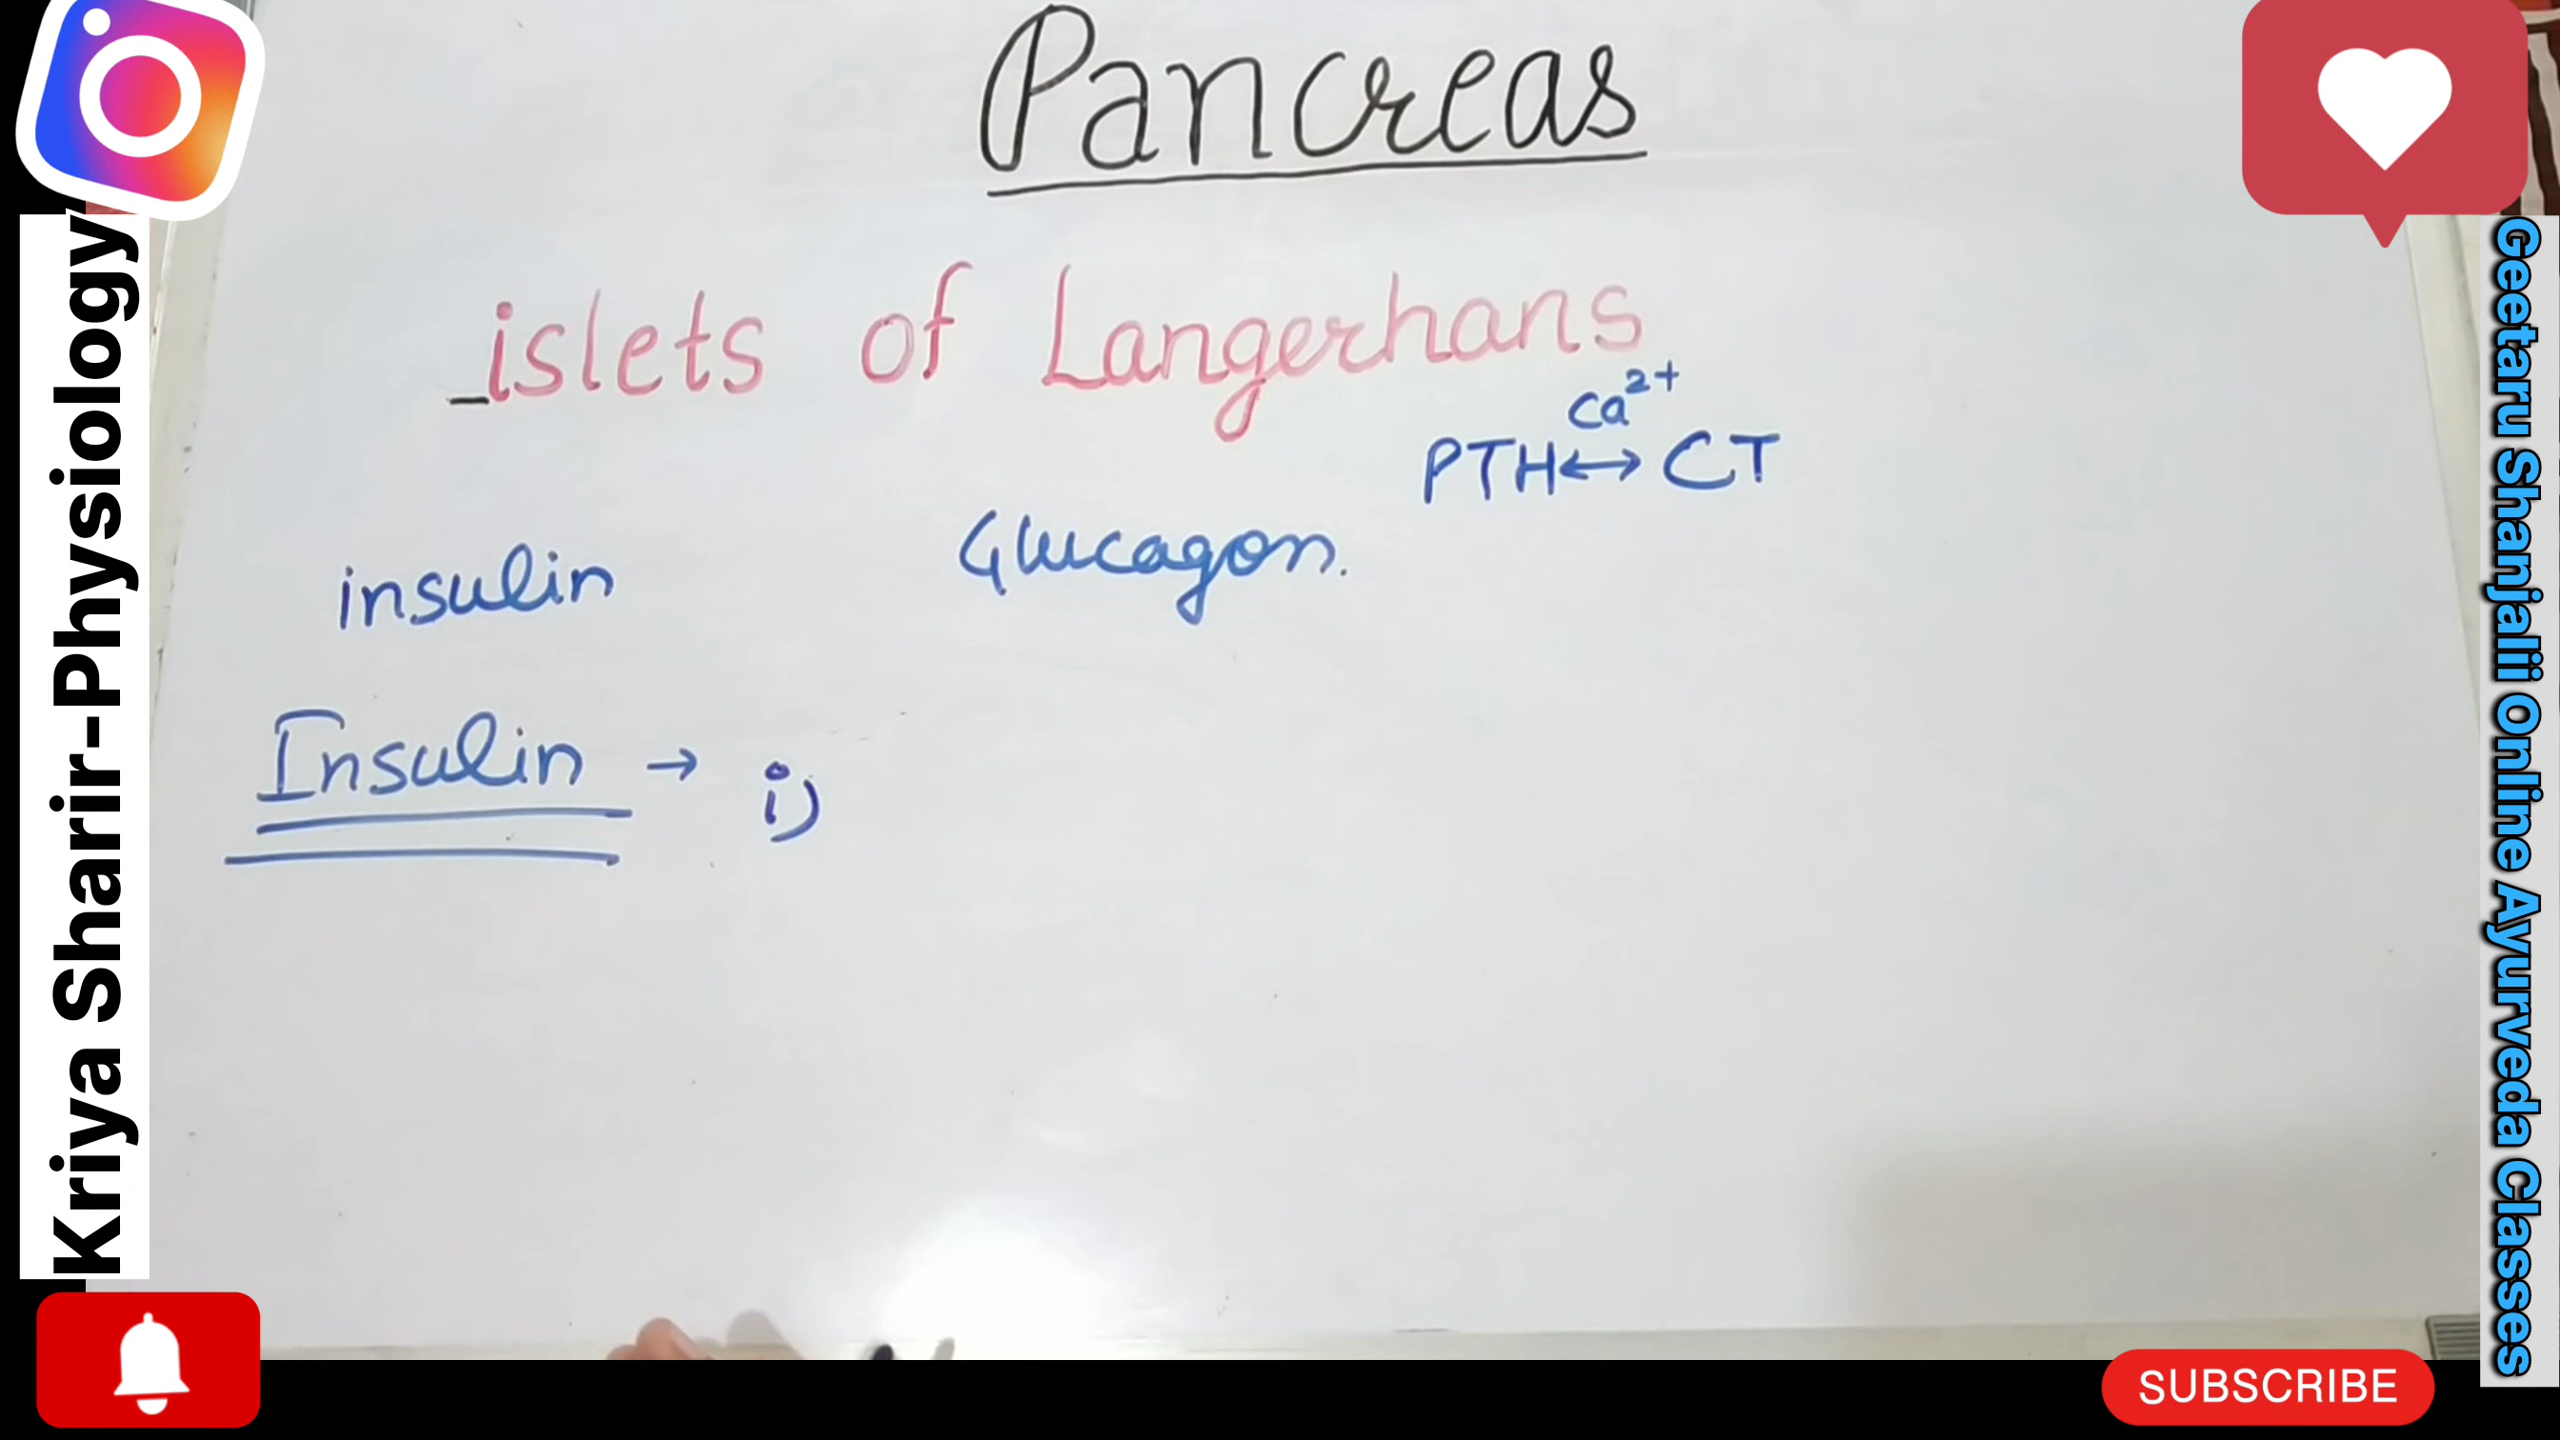 Pancreas
islets of Langerhans
Ca2+
PTH↔CT
insulin
Glucagon.
Insulin → i)
Kriya Sharir-Physiology
Geetaru Shanjalii Online Ayurveda Classes
SUBSCRIBE